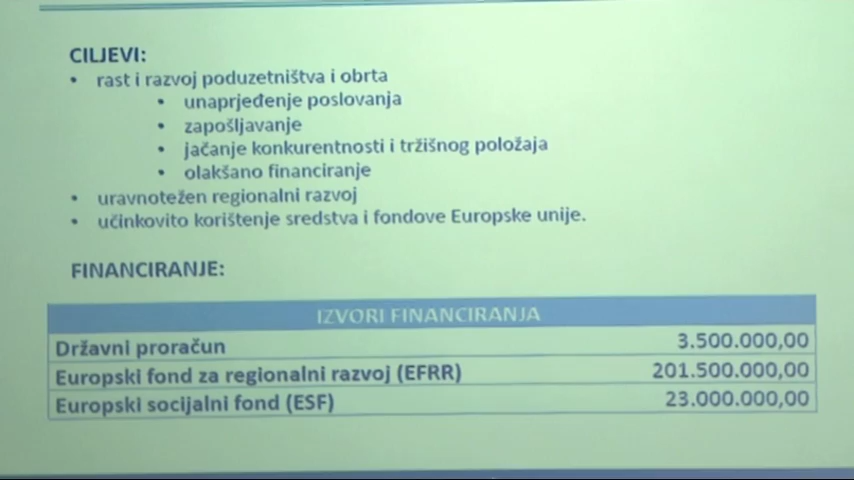 CILJEVI:
• rast i razvoj poduzetništva i obrta
• unaprjeđenje poslovanja
• zapošljavanje
• jačanje konkurentnosti i tržišnog položaja
• olakšano financiranje
• uravnotežen regionalni razvoj
• učinkovito korištenje sredstva i fondove Europske unije.
FINANCIRANJE:
IZVORI FINANCIRANJA
Državni proračun 3.500.000,00
Europski fond za regionalni razvoj (EFRR) 201.500.000,00
Europski socijalni fond (ESF) 23.000.000,00